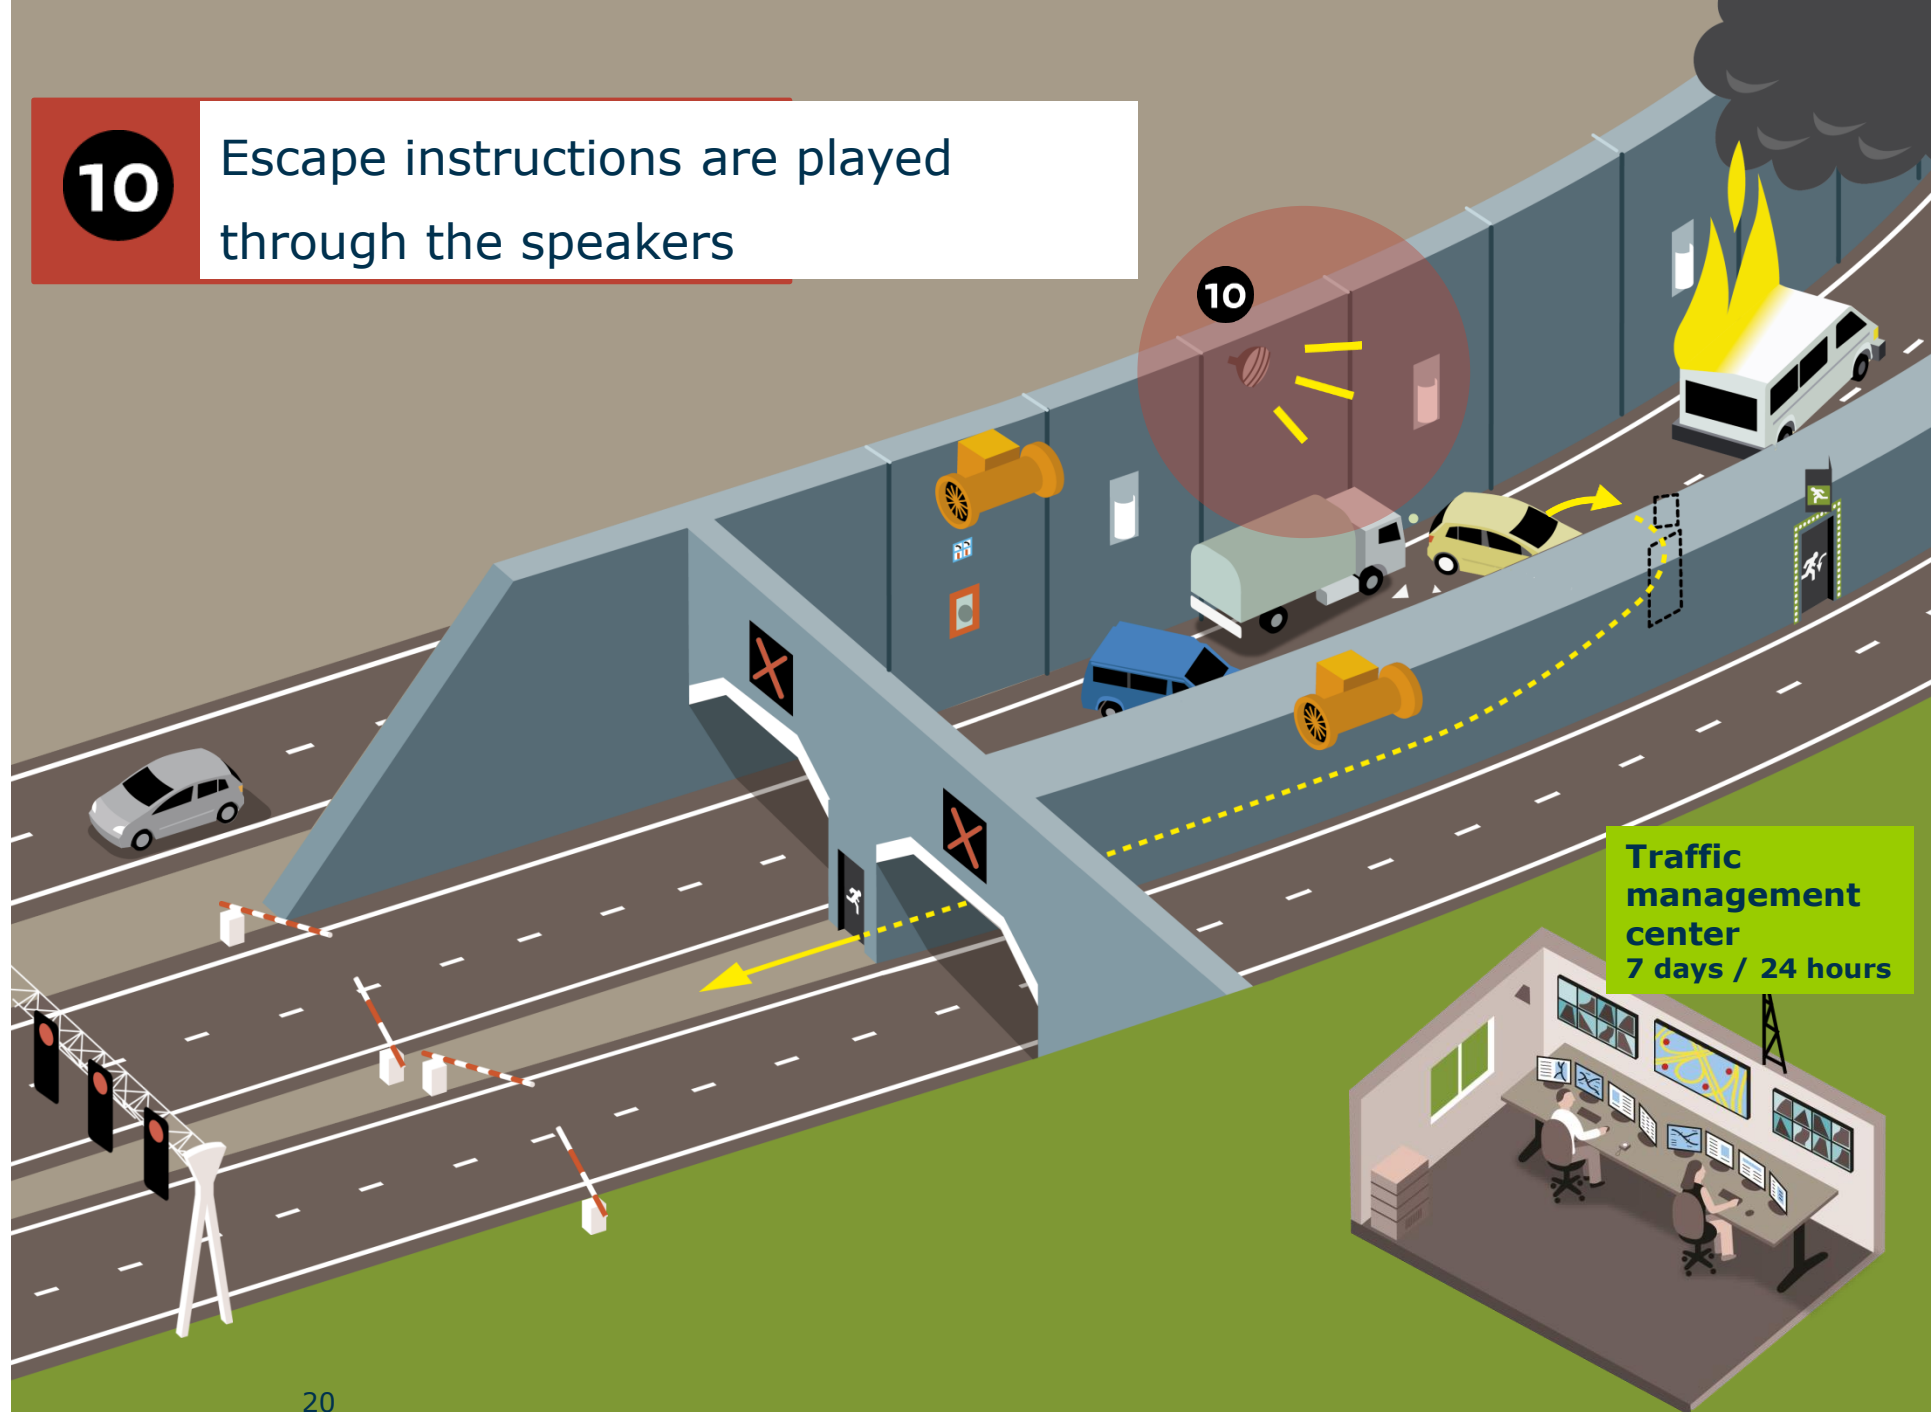 10
Escape instructions are played
through the speakers
10
Traffic
management
center
7 days / 24 hours
20